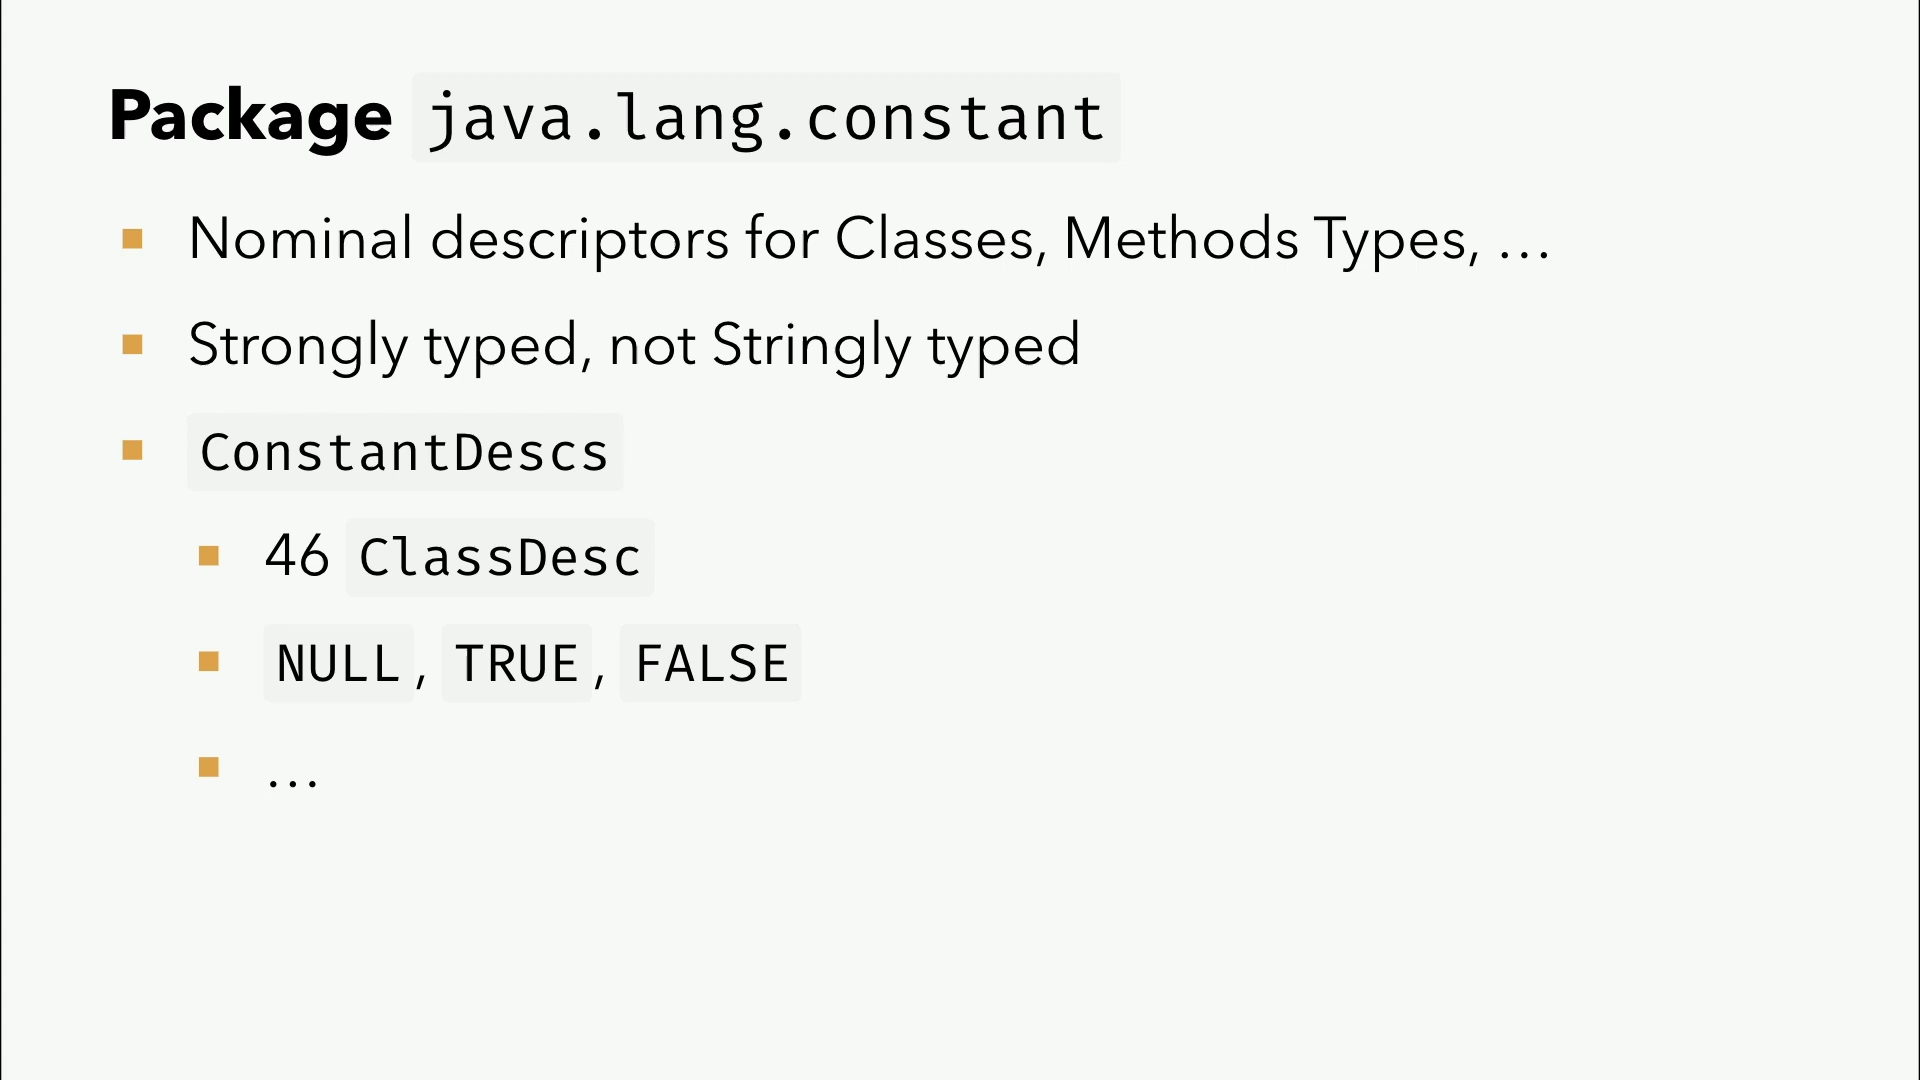 Package java.lang.constant
Nominal descriptors for Classes, Methods Types, …
Strongly typed, not Stringly typed
ConstantDescs
46 ClassDesc
NULL, TRUE, FALSE
…